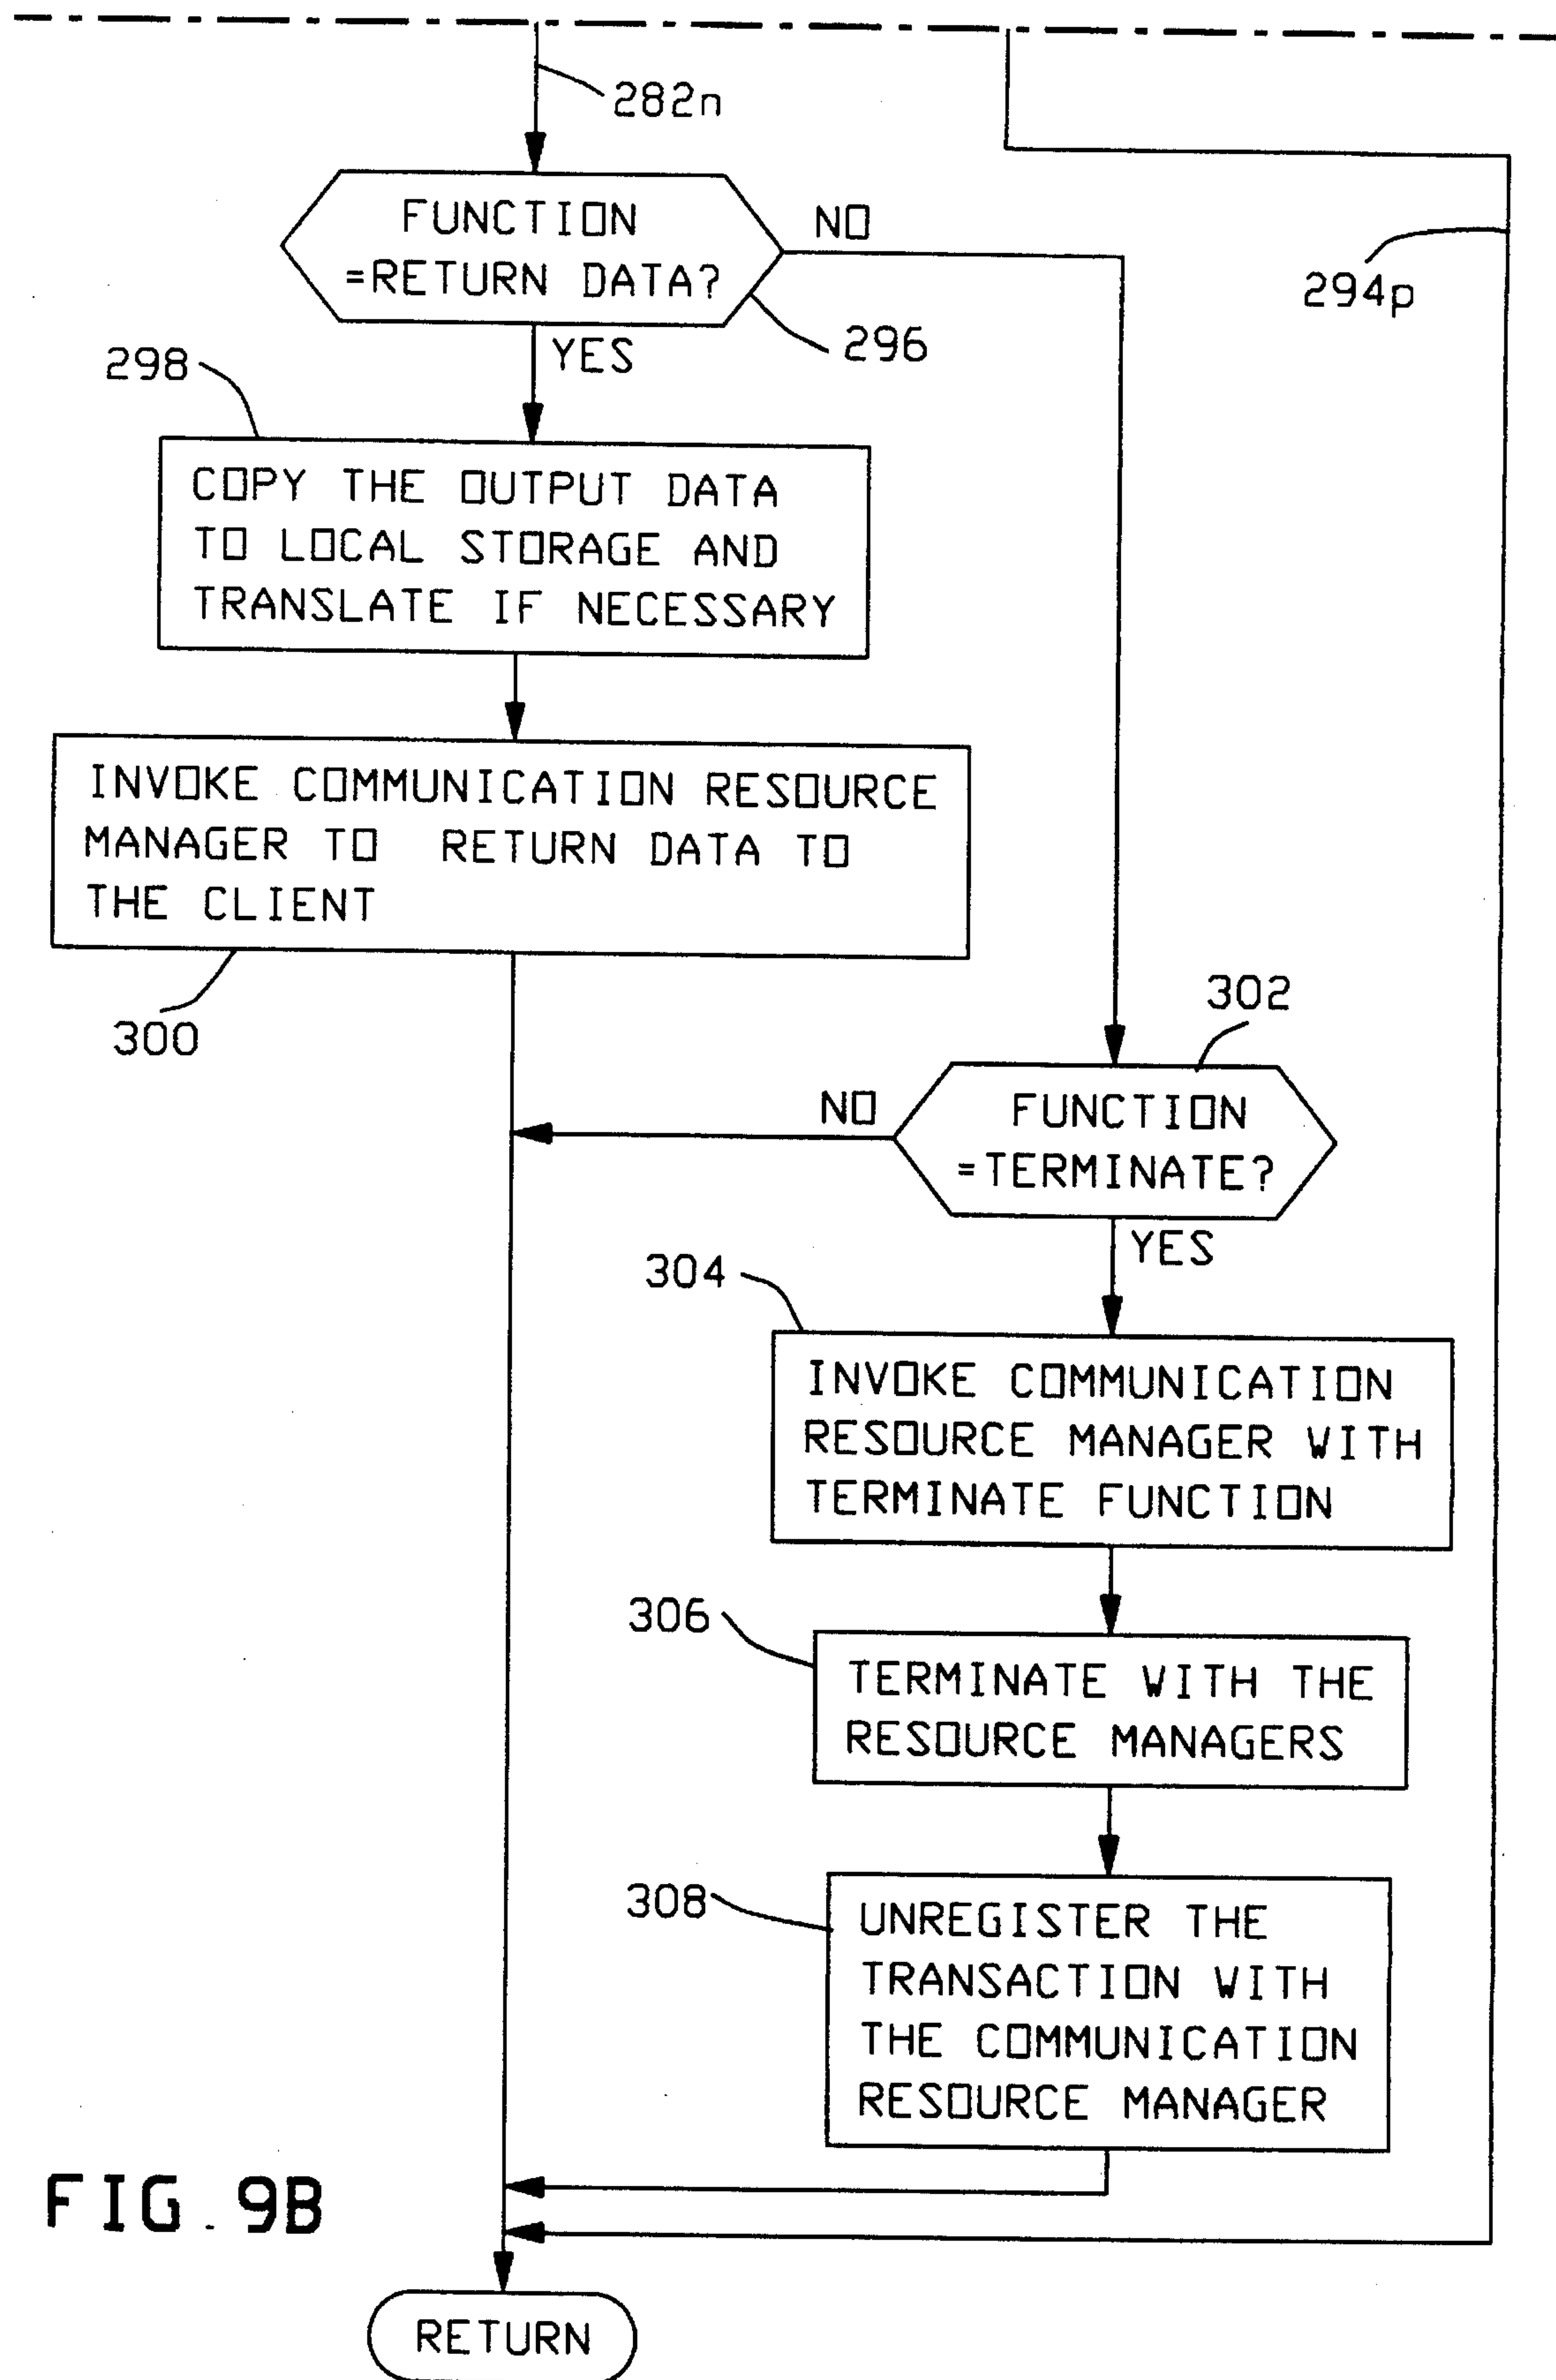 282n
FUNCTION
=RETURN DATA?
NO
294p
296
YES
298
COPY THE OUTPUT DATA
TO LOCAL STORAGE AND
TRANSLATE IF NECESSARY
INVOKE COMMUNICATION RESOURCE
MANAGER TO RETURN DATA TO
THE CLIENT
300
302
NO
FUNCTION
=TERMINATE?
YES
304
INVOKE COMMUNICATION
RESOURCE MANAGER WITH
TERMINATE FUNCTION
306
TERMINATE WITH THE
RESOURCE MANAGERS
308
UNREGISTER THE
TRANSACTION WITH
THE COMMUNICATION
RESOURCE MANAGER
FIG. 9B
RETURN